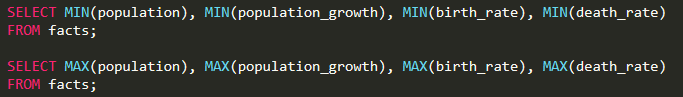 SELECT MIN(population), MIN(population_growth), MIN(birth_rate), MIN(death_rate)
FROM facts;
SELECT MAX(population), MAX(population_growth), MAX(birth_rate), MAX(death_rate)
FROM facts;